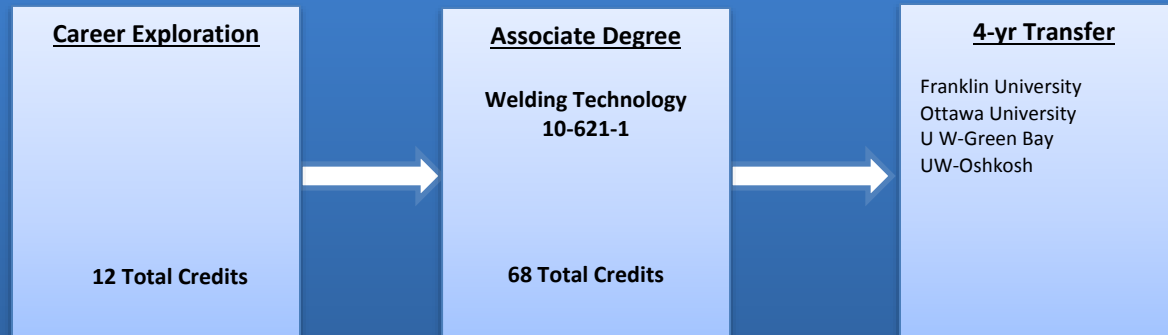 Career Exploration
12 Total Credits
Associate Degree
Welding Technology
10-621-1
68 Total Credits
4-yr Transfer
Franklin University
Ottawa University
U W-Green Bay
UW-Oshkosh